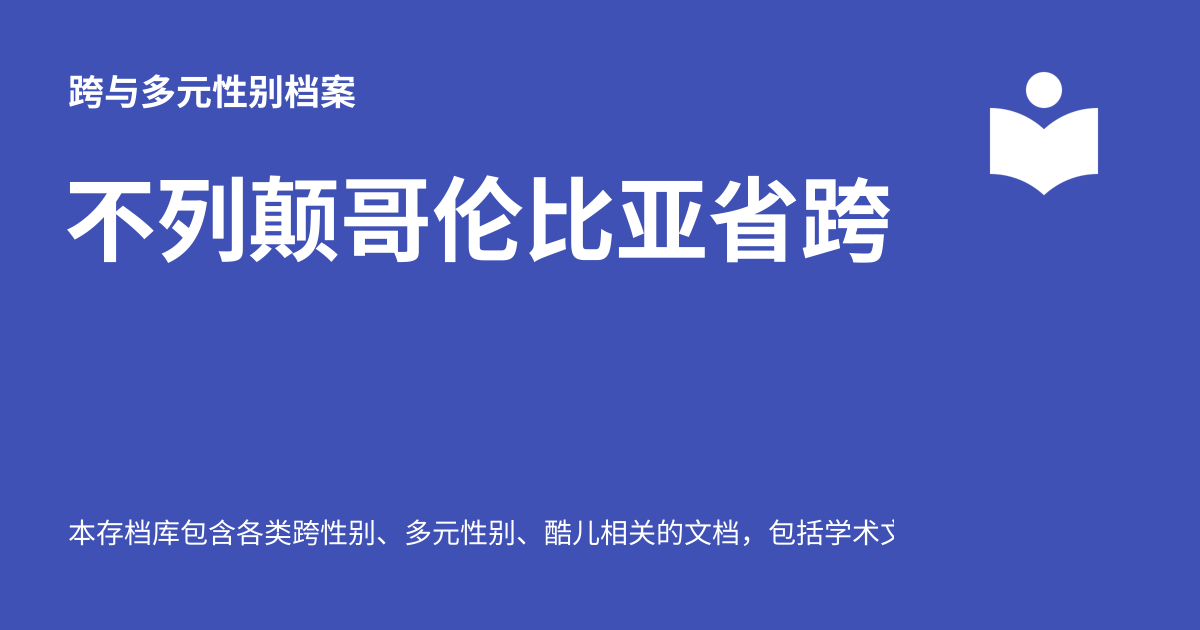 跨与多元性别档案
不列颠哥伦比亚省跨
本存档库包含各类跨性别、多元性别、酷儿相关的文档，包括学术文